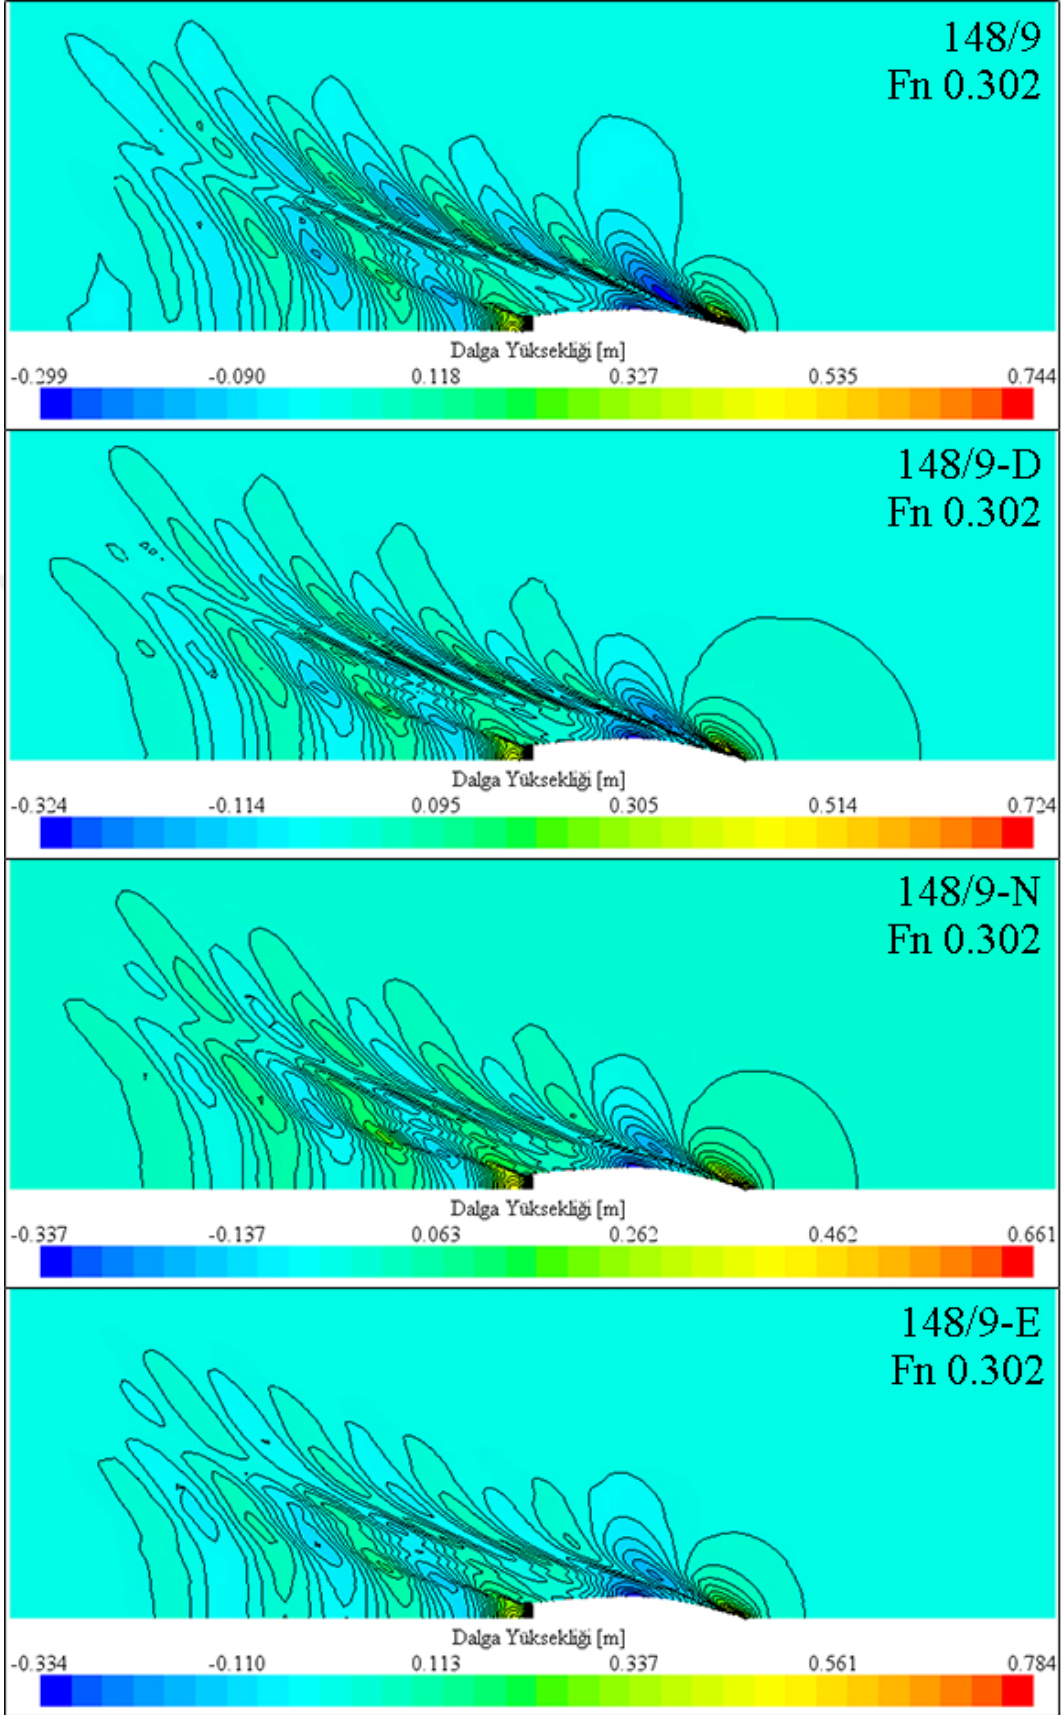 148/9
Fn 0.302
Dalga Yüksekliği [m]
-0.299 -0.090 0.118 0.327 0.535 0.744
148/9-D
Fn 0.302
Dalga Yüksekliği [m]
-0.324 -0.114 0.095 0.305 0.514 0.724
148/9-N
Fn 0.302
Dalga Yüksekliği [m]
-0.337 -0.137 0.063 0.262 0.462 0.661
148/9-E
Fn 0.302
Dalga Yüksekliği [m]
-0.334 -0.110 0.113 0.337 0.561 0.784